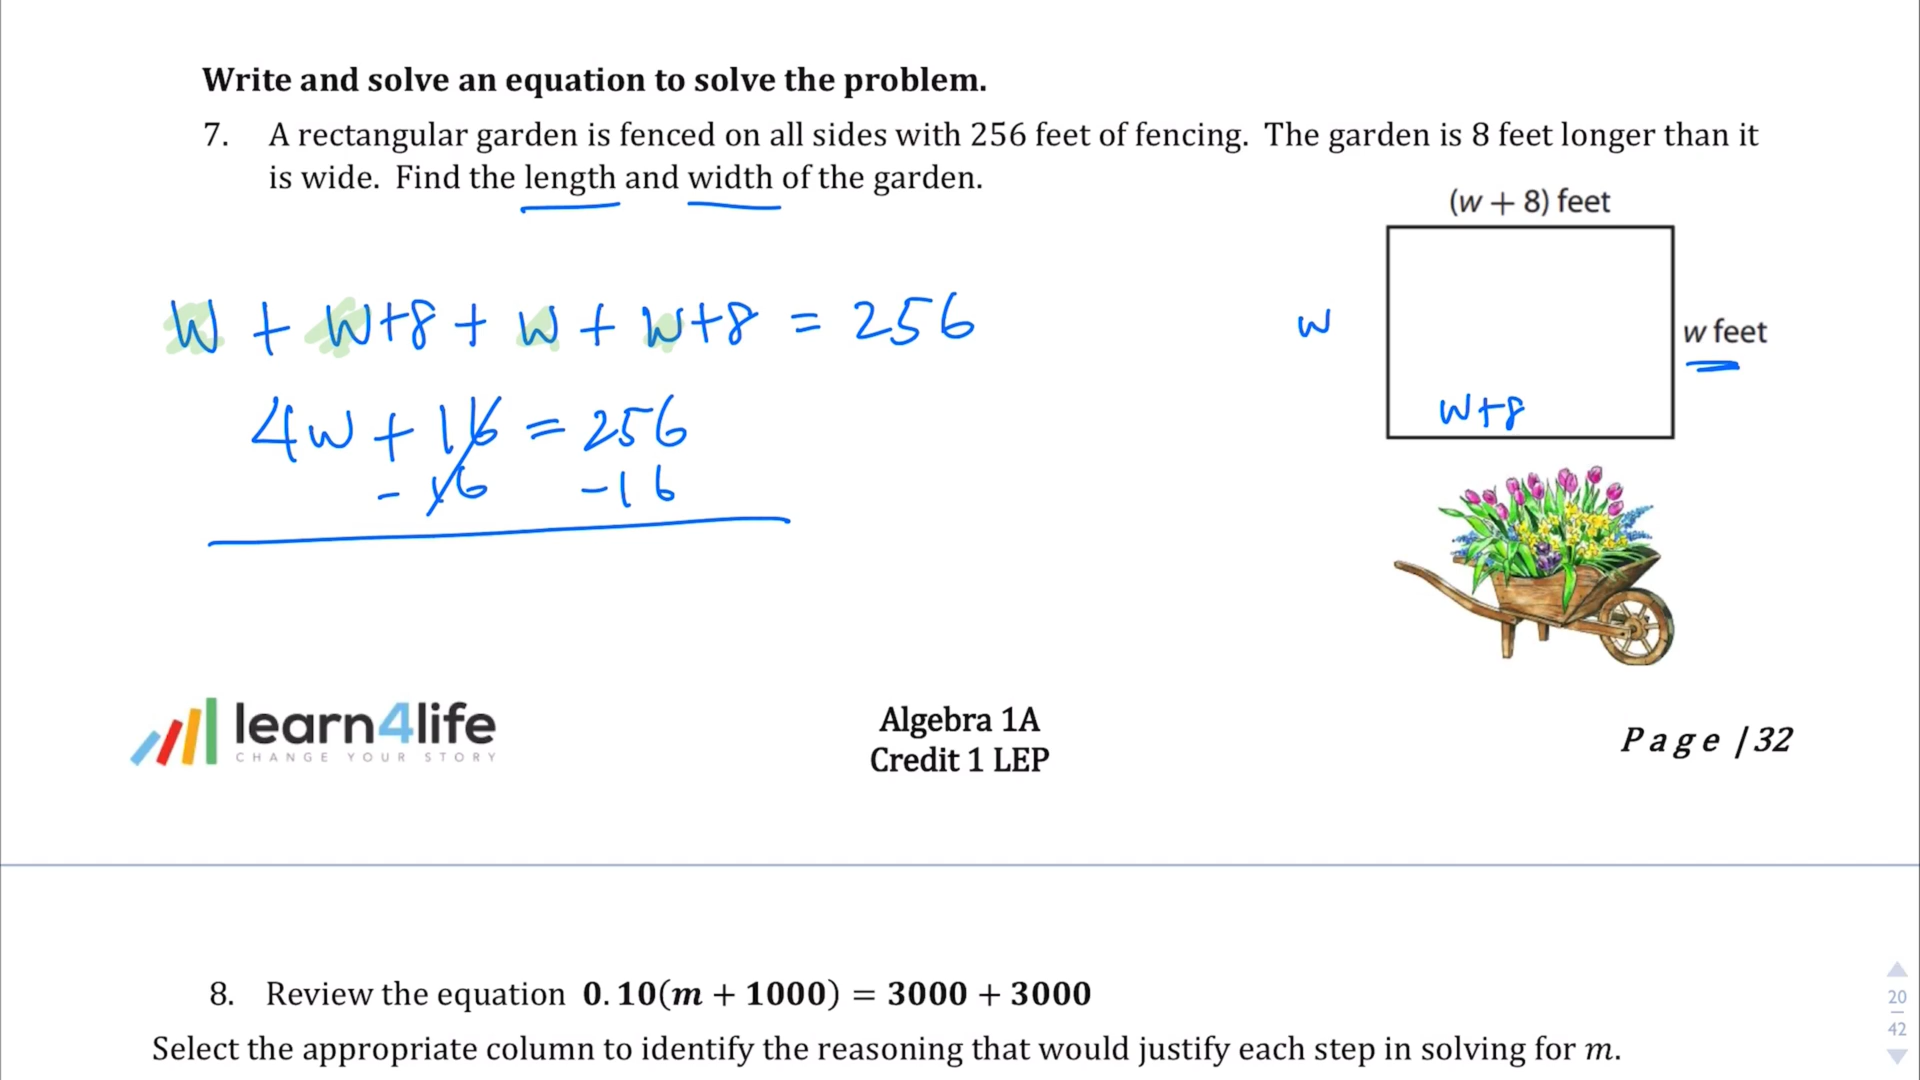 Write and solve an equation to solve the problem.
7. A rectangular garden is fenced on all sides with 256 feet of fencing. The garden is 8 feet longer than it
is wide. Find the length and width of the garden.
(w + 8) feet
w + w+8 + w + w+8 = 256
w
w feet
4w + 16 = 256
w+8
- 16 -16
learn4life
CHANGE YOUR STORY
Algebra 1A
Credit 1 LEP
Page |32
8. Review the equation 0.10(m + 1000) = 3000 + 3000
20
42
Select the appropriate column to identify the reasoning that would justify each step in solving for m.